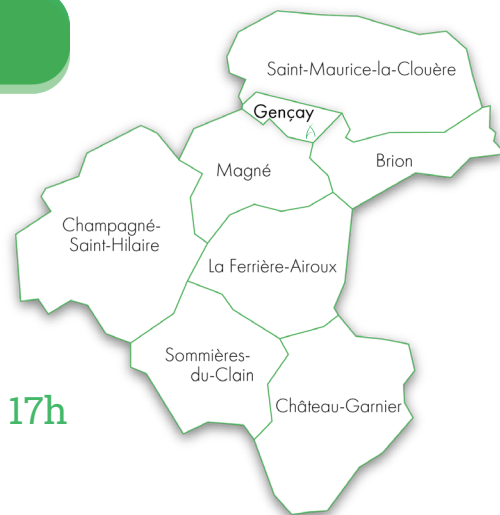 Saint-Maurice-la-Clouère
Gençay
Brion
Magné
Champagné-
Saint-Hilaire
La Ferrière-Airoux
Sommières-
du-Clain
Château-Garnier
17h